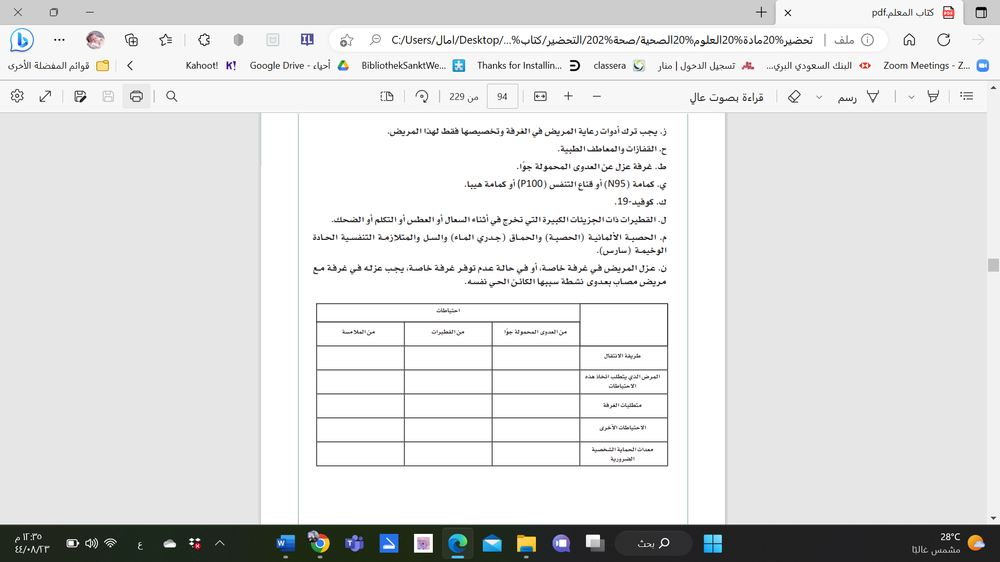 كتاب المعلم.pdf
ملف
C:/Users/امال/Desktop/...%تحضير%20مادة%20العلوم%20الصحية/صحة%202/التحضير/كتاب
Zoom Meetings - Z...
البنك السعودي البري...
تسجيل الدخول | منار
classera
Thanks for Installin...
BibliothekSanktWe...
أحياء - Google Drive
Kahoot!
قوائم المفضلة الأخرى
رسم
قراءة بصوت عالٍ
94
من 229
ز. يجب ترك أدوات رعاية المريض في الغرفة وتخصيصها فقط لهذا المريض.
ح. القفازات والمعاطف الطبية.
ط. غرفة عزل عن العدوى المحمولة جوًا.
ي. كمامة (N95) أو قناع التنفس (P100) أو كمامة هيبا.
ك. كوفيد-19.
ل. القطيرات ذات الجزيئات الكبيرة التي تخرج في أثناء السعال أو العطس أو التكلم أو الضحك.
م. الحصبة الألمانية (الحصبة) والحماق (جدري الماء) والسل والمتلازمة التنفسية الحادة
الوخيمة (سارس).
ن. عزل المريض في غرفة خاصة، أو في حالة عدم توفر غرفة خاصة، يجب عزله في غرفة مع
مريض مصاب بعدوى نشطة سببها الكائن الحي نفسه.
احتياطات
من العدوى المحمولة جوًا
من القطيرات
من الملامسة
طريقة الانتقال
المرض الذي يتطلب اتخاذ هذه
الاحتياطات
متطلبات الغرفة
الاحتياطات الأخرى
معدات الحماية الشخصية
الضرورية
28°C
مشمس غالبًا
بحث
ع
١٢:٣٥ م
٤٤/٠٨/٢٣